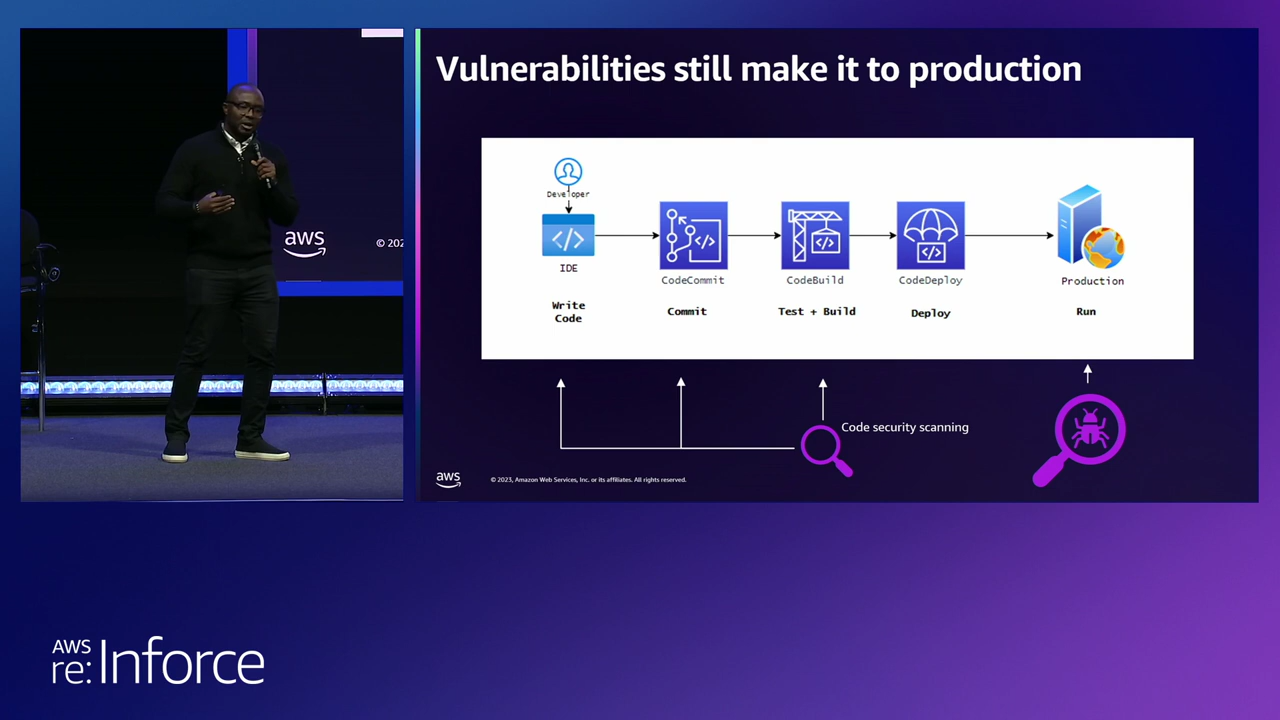 Vulnerabilities still make it to production
Developer
IDE
CodeCommit
CodeBuild
CodeDeploy
Production
Write
Code
Commit
Test + Build
Deploy
Run
Code security scanning
aws
© 2023, Amazon Web Services, Inc. or its affiliates. All rights reserved.
aws
© 202
AWS
re:Inforce